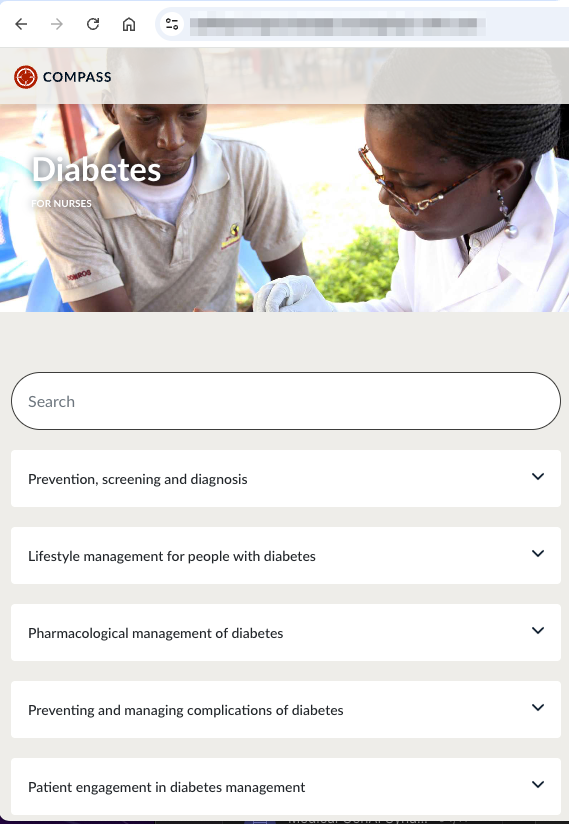 COMPASS
Diabetes
FOR NURSES
Search
Prevention, screening and diagnosis
Lifestyle management for people with diabetes
Pharmacological management of diabetes
Preventing and managing complications of diabetes
Patient engagement in diabetes management